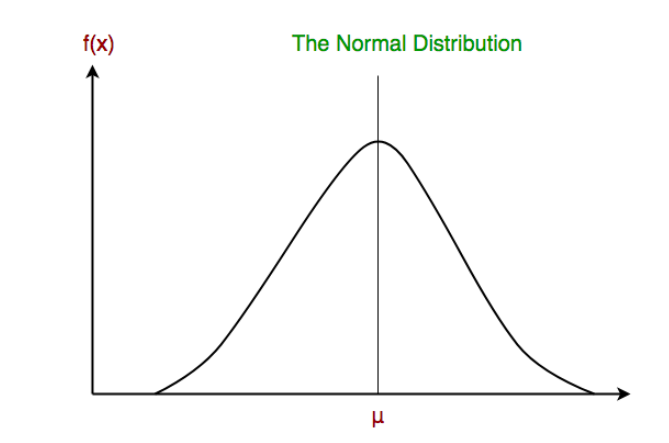 f(x)
The Normal Distribution
μ